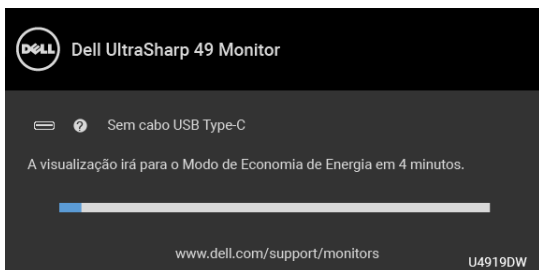 DELL
Dell UltraSharp 49 Monitor
? Sem cabo USB Type-C
A visualização irá para o Modo de Economia de Energia em 4 minutos.
www.dell.com/support/monitors
U4919DW